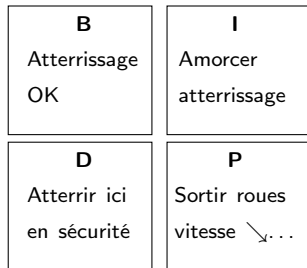 B
Atterrissage
OK
I
Amorcer
atterrissage
D
Atterrir ici
en sécurité
P
Sortir roues
vitesse ↘...